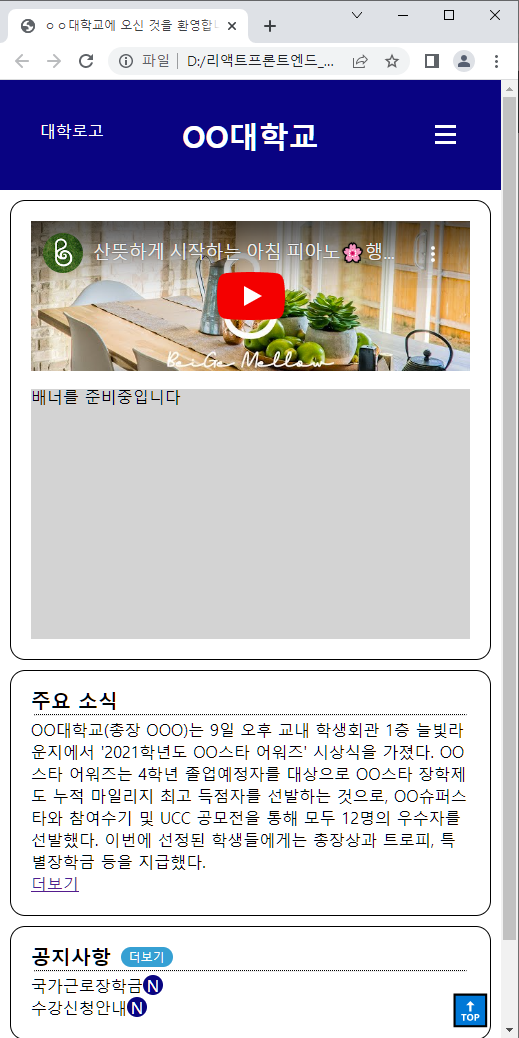 ㅇㅇ대학교에 오신 것을 환영합니
파일 D:/리액트프론트엔드_...
대학로고
OO대학교
산뜻하게 시작하는 아침 피아노🌸행...
BeiGe Mellow
배너를 준비중입니다
주요 소식
OO대학교(총장 OOO)는 9일 오후 교내 학생회관 1층 늘빛라
운지에서 '2021학년도 OO스타 어워즈' 시상식을 가졌다. OO
스타 어워즈는 4학년 졸업예정자를 대상으로 OO스타 장학제
도 누적 마일리지 최고 득점자를 선발하는 것으로, OO슈퍼스
타와 참여수기 및 UCC 공모전을 통해 모두 12명의 우수자를
선발했다. 이번에 선정된 학생들에게는 총장상과 트로피, 특
별장학금 등을 지급했다.
더보기
공지사항 더보기
국가근로장학금N
수강신청안내N
TOP